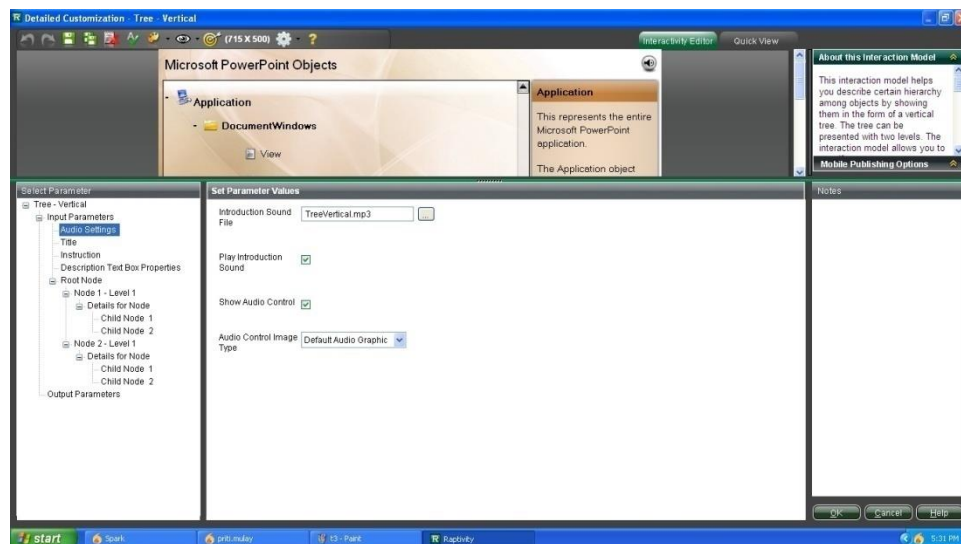 Detailed Customization - Tree - Vertical
(715 X 500)
?
Interactivity Editor
Quick View
Microsoft PowerPoint Objects
Application
DocumentWindows
View
Application
This represents the entire
Microsoft PowerPoint
application.
The Application object
About this Interaction Model
This interaction model helps
you describe certain hierarchy
among objects by showing
them in the form of a vertical
tree. The tree can be
presented with two levels. The
interaction model allows you to
Mobile Publishing Options
Select Parameter
Tree - Vertical
Input Parameters
Audio Settings
Title
Instruction
Description Text Box Properties
Root Node
Node 1 - Level 1
Details for Node
Child Node 1
Child Node 2
Node 2 - Level 1
Details for Node
Child Node 1
Child Node 2
Output Parameters
Set Parameter Values
Introduction Sound
File
TreeVertical.mp3
...
Play Introduction
Sound
Show Audio Control
Audio Control Image
Type
Default Audio Graphic
Notes
OK
Cancel
Help
start
Spark
priti.mulay
t3 - Paint
Raptivity
5:31 PM